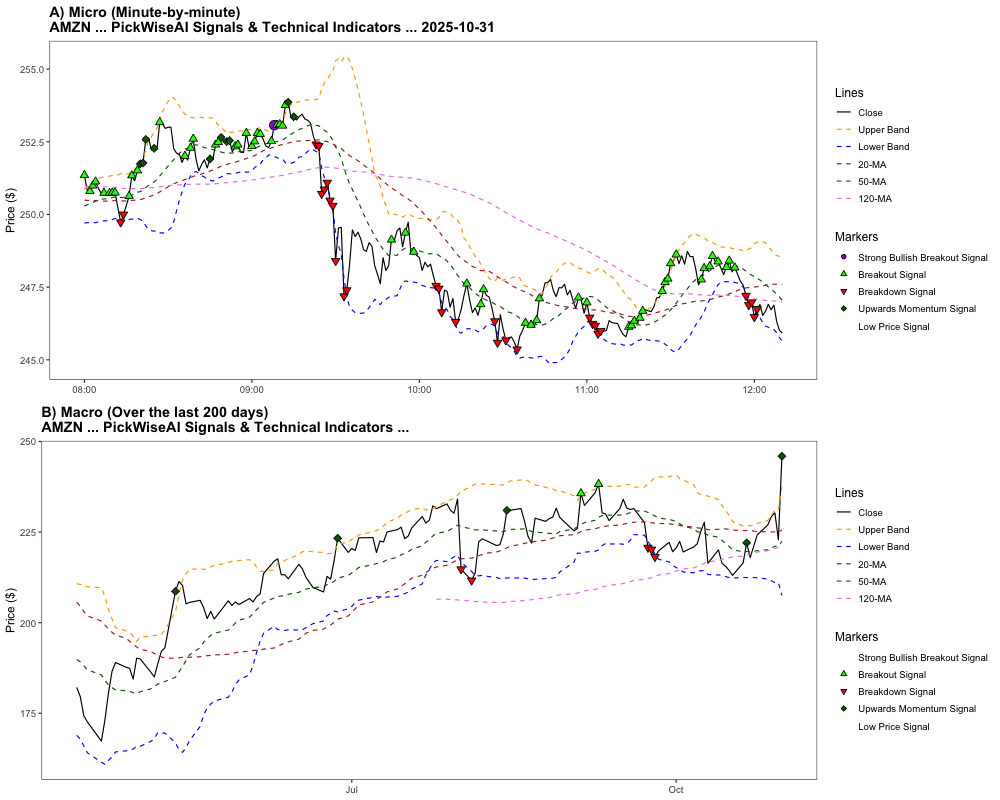 A) Micro (Minute-by-minute)
AMZN ... PickWiseAI Signals & Technical Indicators ... 2025-10-31
Price ($)
255.0
252.5
250.0
247.5
245.0
08:00
09:00
10:00
11:00
12:00
Lines
Close
Upper Band
Lower Band
20-MA
50-MA
120-MA
Markers
Strong Bullish Breakout Signal
Breakout Signal
Breakdown Signal
Upwards Momentum Signal
Low Price Signal
B) Macro (Over the last 200 days)
AMZN ... PickWiseAI Signals & Technical Indicators ...
Price ($)
250
225
200
175
Jul
Oct
Lines
Close
Upper Band
Lower Band
20-MA
50-MA
120-MA
Markers
Strong Bullish Breakout Signal
Breakout Signal
Breakdown Signal
Upwards Momentum Signal
Low Price Signal